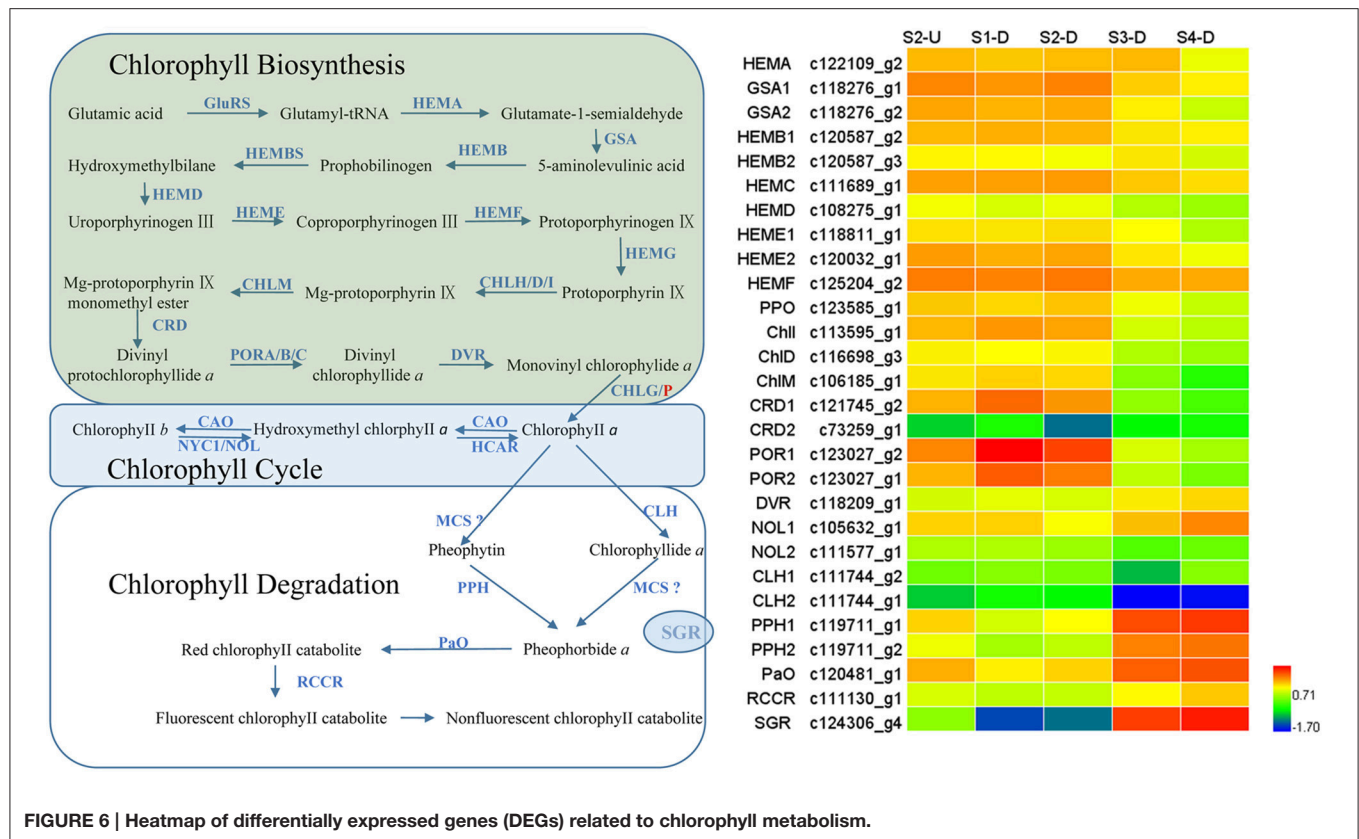 Chlorophyll Biosynthesis
Glutamic acid GluRS Glutamyl-tRNA HEMA Glutamate-1-semialdehyde
GSA
Hydroxymethylbilane HEMBS Prophobilinogen HEMB 5-aminolevulinic acid
HEMD
Uroporphyrinogen III HEME Coproporphyrinogen III HEMF Protoporphyrinogen IX
HEMG
Mg-protoporphyrin IX
monomethyl ester CHLM Mg-protoporphyrin IX CHLH/D/I Protoporphyrin IX
CRD
Divinyl
protochlorophyllide a PORA/B/C Divinyl
chlorophyllide a DVR Monovinyl chlorophylide a
CHLG/P
ChlorophyII b CAO Hydroxymethyl chlorphyII a CAO ChlorophyII a
NYC1/NOL HCAR
Chlorophyll Cycle
MCS ? CLH
Pheophytin Chlorophyllide a
Chlorophyll Degradation PPH MCS ?
SGR
Red chlorophyII catabolite PaO Pheophorbide a
RCCR
Fluorescent chlorophyII catabolite Nonfluorescent chlorophyII catabolite
S2-U S1-D S2-D S3-D S4-D
HEMA c122109_g2
GSA1 c118276_g1
GSA2 c118276_g2
HEMB1 c120587_g2
HEMB2 c120587_g3
HEMC c111689_g1
HEMD c108275_g1
HEME1 c118811_g1
HEME2 c120032_g1
HEMF c125204_g2
PPO c123585_g1
ChlI c113595_g1
ChlD c116698_g3
ChlM c106185_g1
CRD1 c121745_g2
CRD2 c73259_g1
POR1 c123027_g2
POR2 c123027_g1
DVR c118209_g1
NOL1 c105632_g1
NOL2 c111577_g1
CLH1 c111744_g2
CLH2 c111744_g1
PPH1 c119711_g1
PPH2 c119711_g2
PaO c120481_g1
RCCR c111130_g1
SGR c124306_g4
0.71
-1.70
FIGURE 6 | Heatmap of differentially expressed genes (DEGs) related to chlorophyll metabolism.